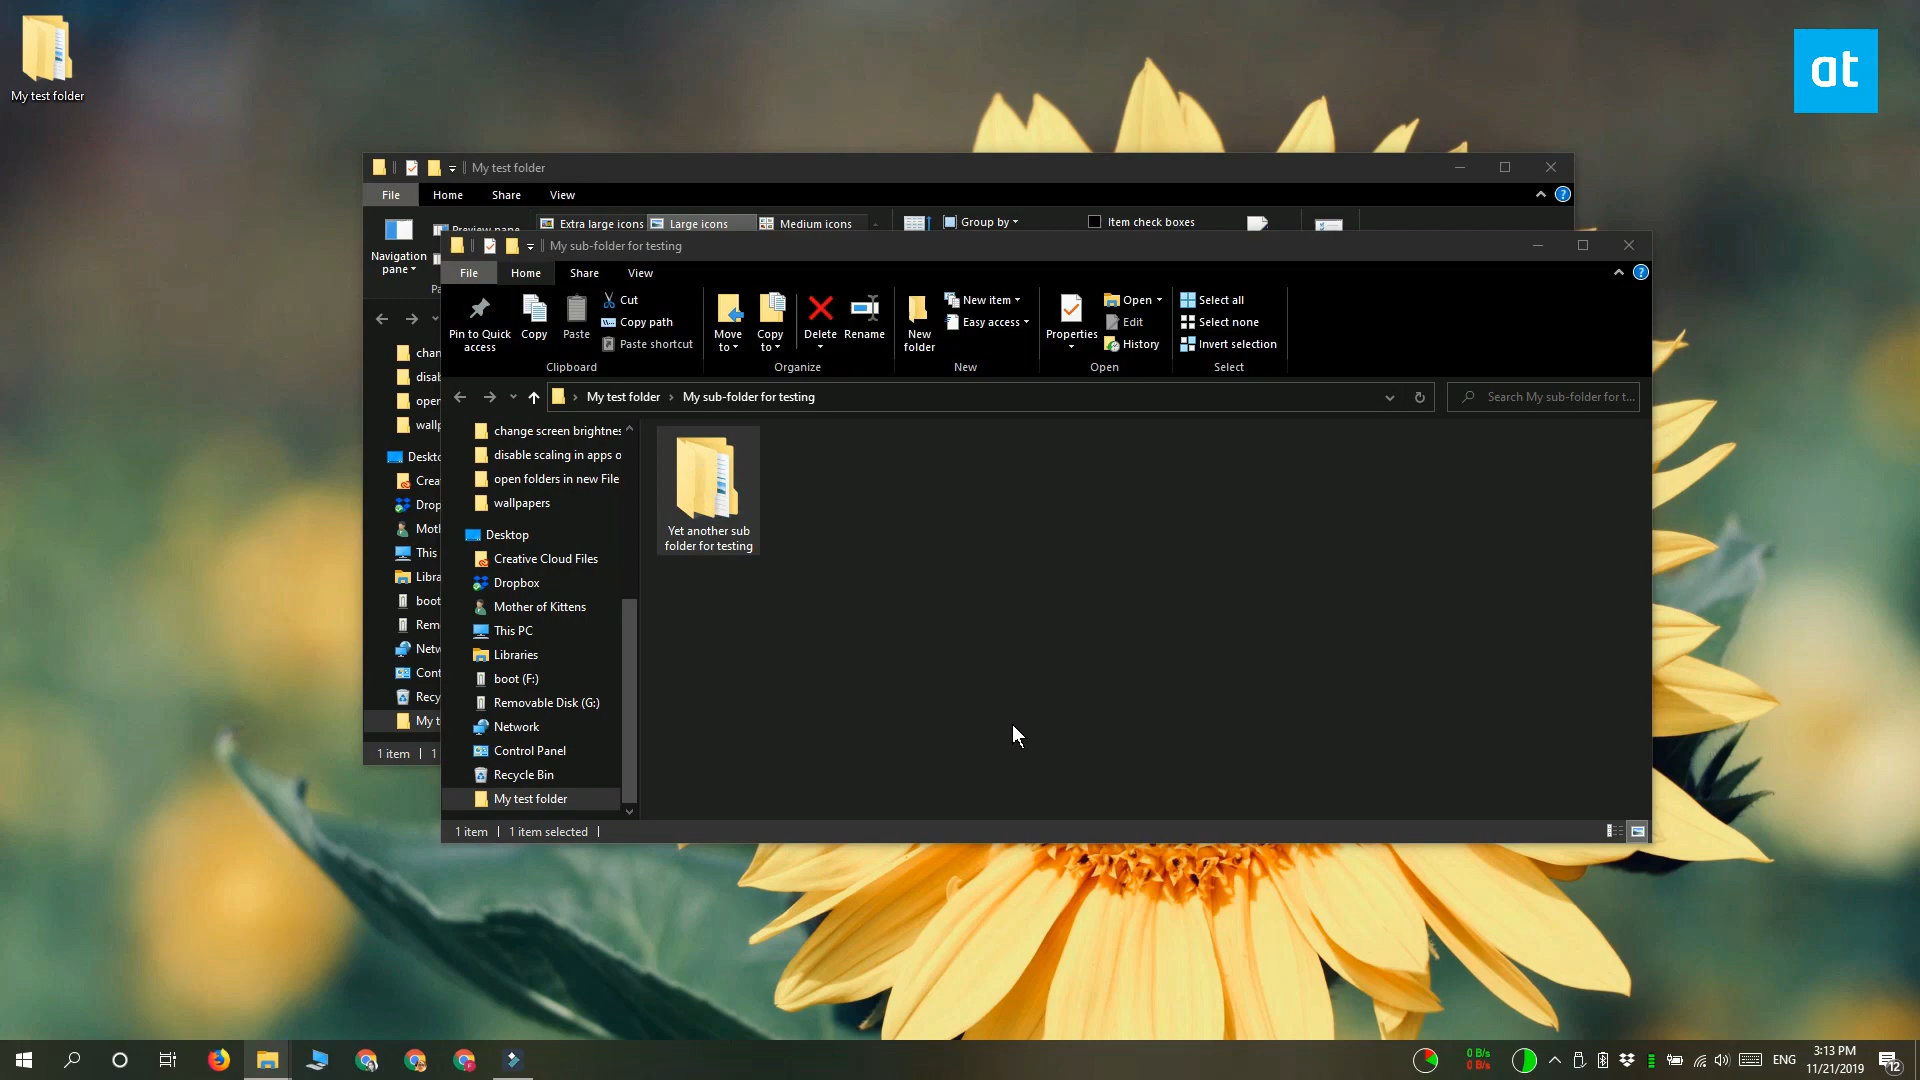 My test folder
at
My test folder
File Home Share View
Preview pane
Extra large icons Large icons Medium icons
Group by
Item check boxes
Navigation
pane
My sub-folder for testing
File Home Share View
Pin to Quick
access
Copy
Paste
Cut
Copy path
Paste shortcut
Clipboard
Move
to
Copy
to
Delete
Rename
Organize
New
folder
New item
Easy access
New
Properties
Open
Edit
History
Open
Select all
Select none
Invert selection
Select
My test folder My sub-folder for testing
Search My sub-folder for t...
chan
disab
open
wallp
Deskto
Crea
Drop
Moth
This
Libra
boot
Rem
Netw
Cont
Recy
My t
1 item 1
change screen brightnes
disable scaling in apps o
open folders in new File
wallpapers
Desktop
Creative Cloud Files
Dropbox
Mother of Kittens
This PC
Libraries
boot (F:)
Removable Disk (G:)
Network
Control Panel
Recycle Bin
My test folder
Yet another sub
folder for testing
1 item 1 item selected
0 B/s
0 B/s
ENG
3:13 PM
11/21/2019
12